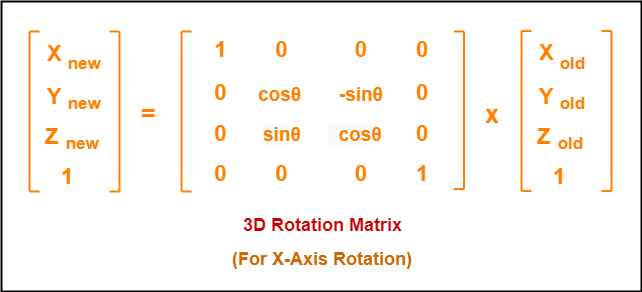 X new 1 0 0 0 X old
Y new = 0 cosθ -sinθ 0 x Y old
Z new 0 sinθ cosθ 0 Z old
1 0 0 0 1 1
3D Rotation Matrix
(For X-Axis Rotation)